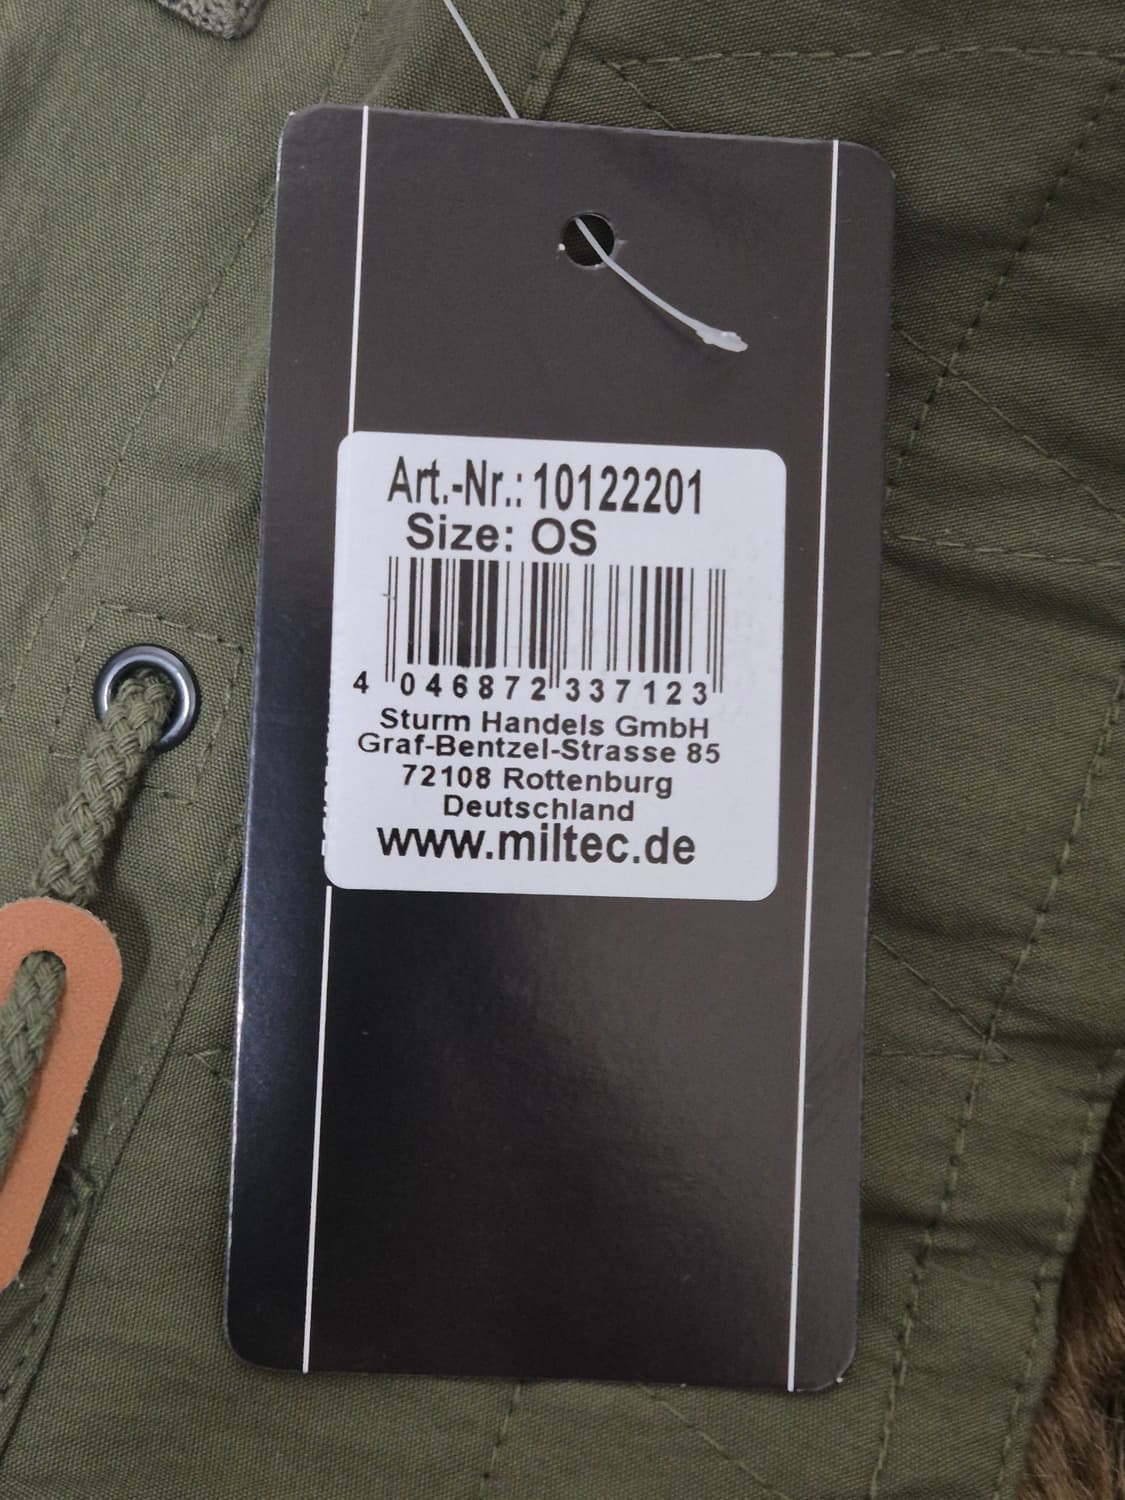 Art.-Nr.: 10122201
Size: OS
4 046872 337123
Sturm Handels GmbH
Graf-Bentzel-Strasse 85
72108 Rottenburg
Deutschland
www.miltec.de